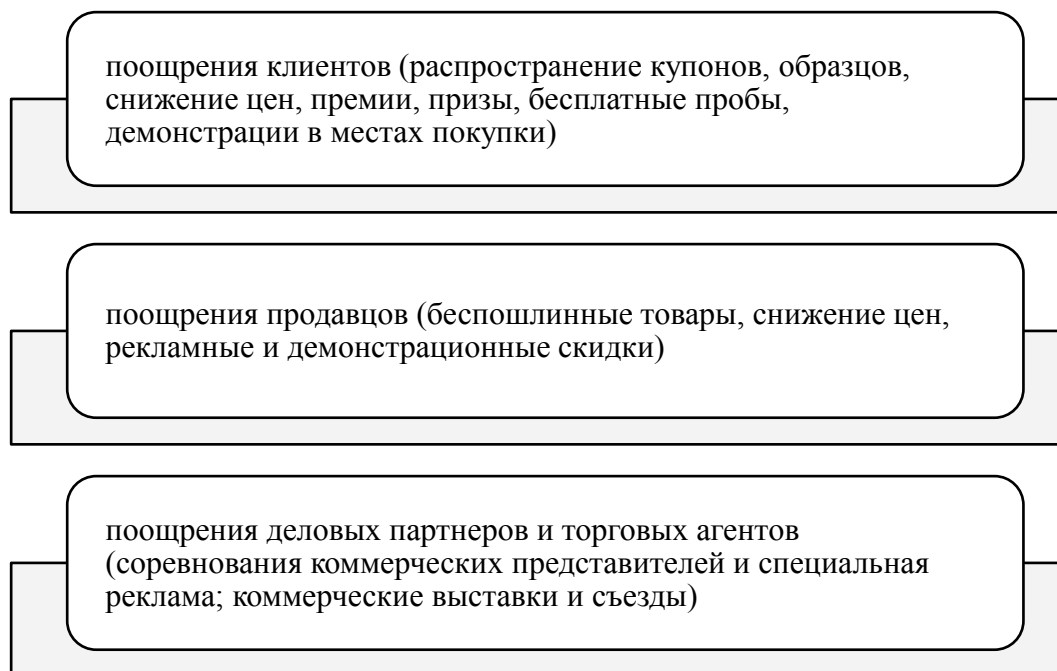 поощрения клиентов (распространение купонов, образцов,
снижение цен, премии, призы, бесплатные пробы,
демонстрации в местах покупки)
поощрения продавцов (беспошлинные товары, снижение цен,
рекламные и демонстрационные скидки)
поощрения деловых партнеров и торговых агентов
(соревнования коммерческих представителей и специальная
реклама; коммерческие выставки и съезды)